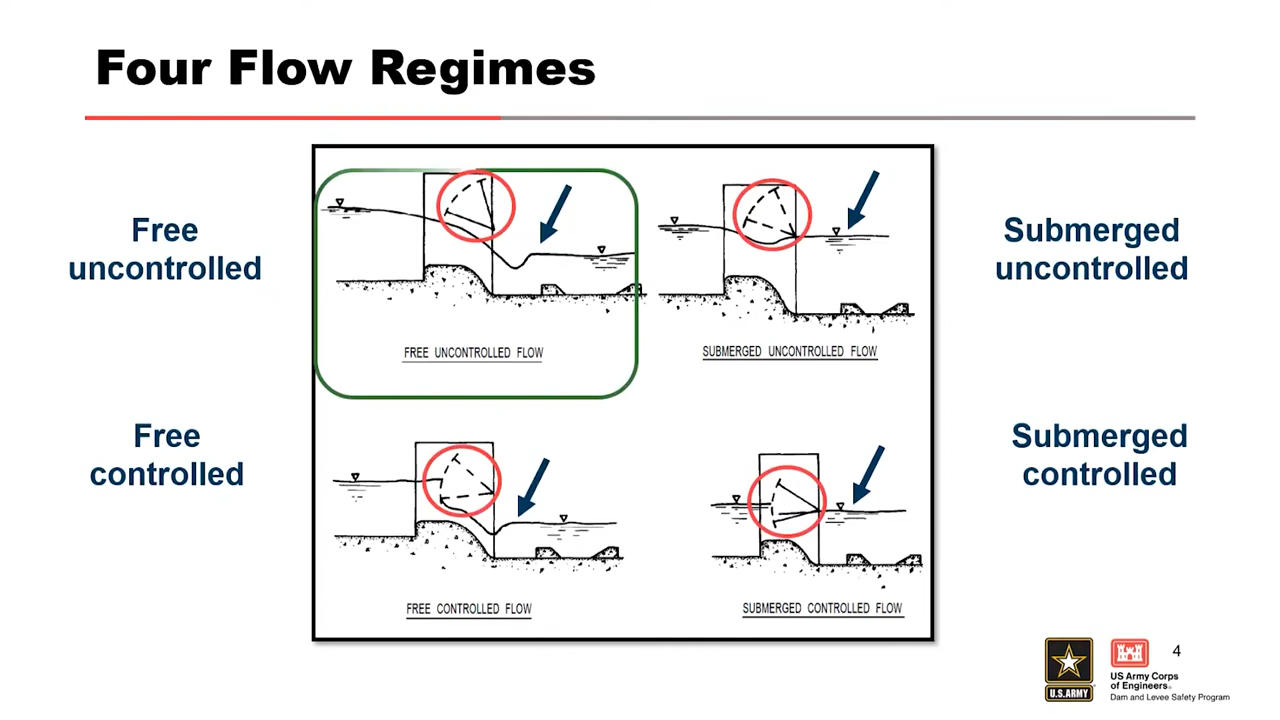 Four Flow Regimes
Free
uncontrolled
FREE UNCONTROLLED FLOW
SUBMERGED UNCONTROLLED FLOW
Submerged
uncontrolled
Free
controlled
FREE CONTROLLED FLOW
SUBMERGED CONTROLLED FLOW
Submerged
controlled
U.S.ARMY
US Army Corps
of Engineers®
Dam and Levee Safety Program
4